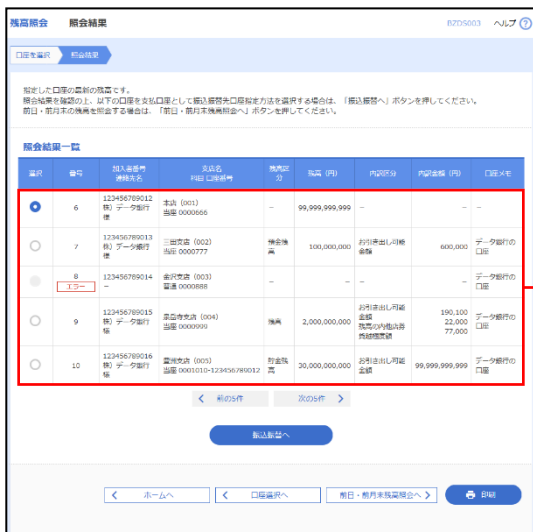 残高照会 照会結果 BZDS003 ヘルプ ?
口座を選択 照会結果
指定した口座の最新の残高です。
照会結果を確認の上、以下の口座を支払口座として振込振替先口座指定方法を選択する場合は、「振込振替へ」ボタンを押してください。
前日・前月末の残高を照会する場合は、「前日・前月末残高照会へ」ボタンを押してください。
照会結果一覧
選択 番号 加入者番号 連絡先名 支店名 科目 口座番号 残高区分 残高（円） 内訳区分 内訳金額（円） 口座メモ
6 123456789012 株）データ銀行 様 本店（001） 当座 0000666 － 99,999,999,999 － － －
7 123456789013 株）データ銀行 様 三田支店（002） 当座 0000777 預金残高 100,000,000 お引き出し可能金額 600,000 データ銀行の口座
8 エラー 123456789014 － 金沢支店（003） 普通 0000888 － － － － データ銀行の口座
9 123456789015 株）データ銀行 様 泉岳寺支店（004） 当座 0000999 残高 2,000,000,000 お引き出し可能金額 190,100 残高の内他店券 22,000 77,000 データ銀行の口座
10 123456789016 株）データ銀行 様 豊洲支店（005） 当座 0001010-123456789012 貯金残高 30,000,000,000 お引き出し可能金額 99,999,999,999 データ銀行の口座
前の5件 次の5件
振込振替へ
ホームへ 口座選択へ 前日・前月末残高照会へ 印刷